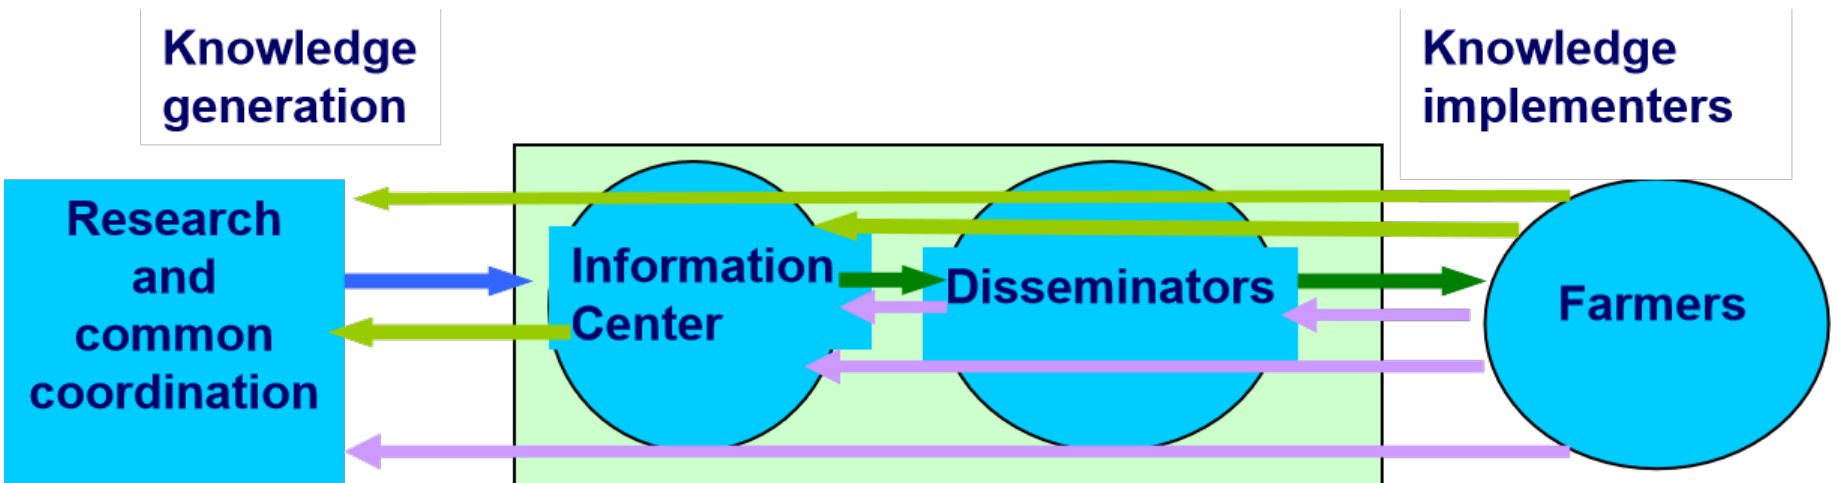 Knowledge
generation
Knowledge
implementers
Research
and
common
coordination
Information
Center
Disseminators
Farmers